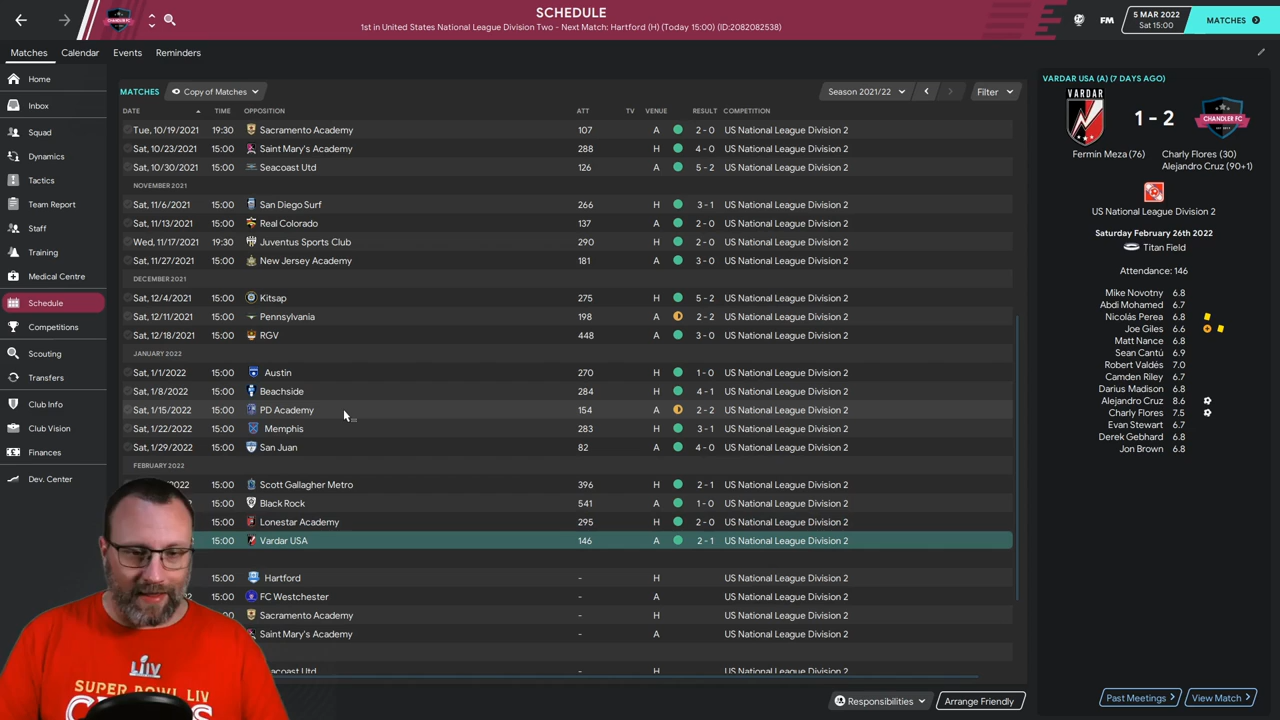 SCHEDULE
1st in United States National League Division Two - Next Match: Hartford (H) (Today 15:00) (ID:2082082538)
CHANDLER FC
FM
5 MAR 2022
Sat 15:00
MATCHES
Matches Calendar Events Reminders
Home
Inbox
Squad
Dynamics
Tactics
Team Report
Staff
Training
Medical Centre
Schedule
Competitions
Scouting
Transfers
Club Info
Club Vision
Finances
Dev. Center
MATCHES Copy of Matches Season 2021/22 Filter
DATE TIME OPPOSITION ATT TV VENUE RESULT COMPETITION
Tue, 10/19/2021 19:30 Sacramento Academy 107 A 2 - 0 US National League Division 2
Sat, 10/23/2021 15:00 Saint Mary's Academy 288 H 4 - 0 US National League Division 2
Sat, 10/30/2021 15:00 Seacoast Utd 126 A 5 - 2 US National League Division 2
NOVEMBER 2021
Sat, 11/6/2021 15:00 San Diego Surf 266 H 3 - 1 US National League Division 2
Sat, 11/13/2021 15:00 Real Colorado 137 A 2 - 0 US National League Division 2
Wed, 11/17/2021 19:30 Juventus Sports Club 290 H 2 - 0 US National League Division 2
Sat, 11/27/2021 15:00 New Jersey Academy 181 A 3 - 0 US National League Division 2
DECEMBER 2021
Sat, 12/4/2021 15:00 Kitsap 275 H 5 - 2 US National League Division 2
Sat, 12/11/2021 15:00 Pennsylvania 198 A 2 - 2 US National League Division 2
Sat, 12/18/2021 15:00 RGV 448 A 3 - 0 US National League Division 2
JANUARY 2022
Sat, 1/1/2022 15:00 Austin 270 H 1 - 0 US National League Division 2
Sat, 1/8/2022 15:00 Beachside 284 H 4 - 1 US National League Division 2
Sat, 1/15/2022 15:00 PD Academy 154 A 2 - 2 US National League Division 2
Sat, 1/22/2022 15:00 Memphis 283 H 3 - 1 US National League Division 2
Sat, 1/29/2022 15:00 San Juan 82 A 4 - 0 US National League Division 2
FEBRUARY 2022
2022 15:00 Scott Gallagher Metro 396 H 2 - 1 US National League Division 2
15:00 Black Rock 541 A 1 - 0 US National League Division 2
15:00 Lonestar Academy 295 H 2 - 0 US National League Division 2
15:00 Vardar USA 146 A 2 - 1 US National League Division 2
15:00 Hartford - H US National League Division 2
15:00 FC Westchester - A US National League Division 2
15:00 Sacramento Academy - H US National League Division 2
15:00 Saint Mary's Academy - A US National League Division 2
Seacoast Utd - H US National League Division 2
Responsibilities Arrange Friendly
VARDAR USA (A) (7 DAYS AGO)
VARDAR 1 - 2 CHANDLER FC
Fermin Meza (76) Charly Flores (30)
Alejandro Cruz (90+1)
US National League Division 2
Saturday February 26th 2022
Titan Field
Attendance: 146
Mike Novotny 6.8
Abdi Mohamed 6.7
Nicolás Perea 6.8
Joe Giles 6.6
Matt Nance 6.8
Sean Cantú 6.9
Robert Valdés 7.0
Camden Riley 6.7
Darius Madison 6.8
Alejandro Cruz 8.6
Charly Flores 7.5
Evan Stewart 6.7
Derek Gebhard 6.8
Jon Brown 6.8
Past Meetings View Match
LIV
SUPER BOWL LIV